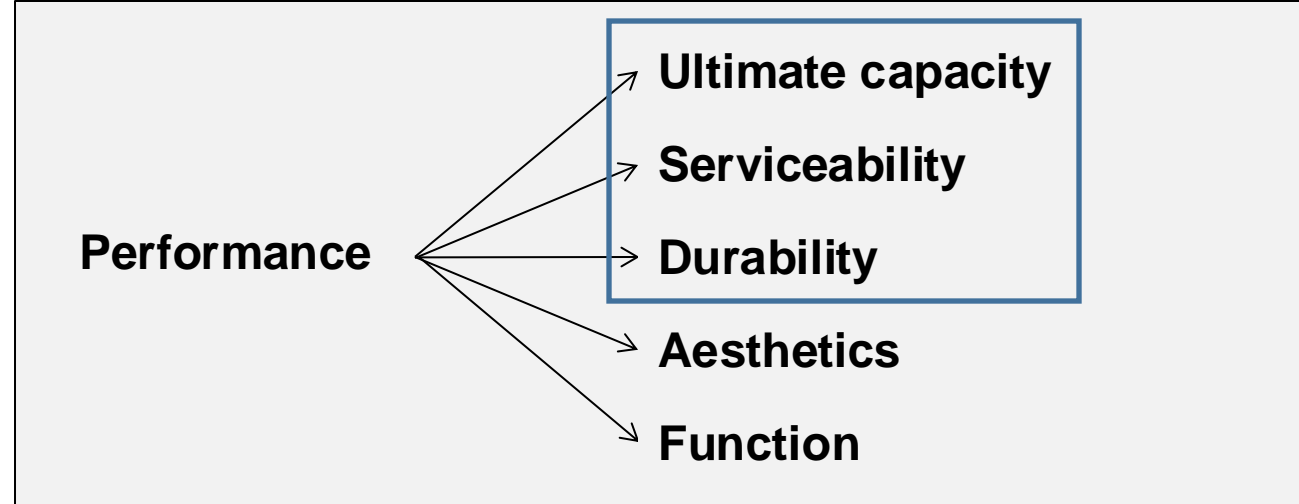 Ultimate capacity
Serviceability
Performance
Durability
Aesthetics
Function